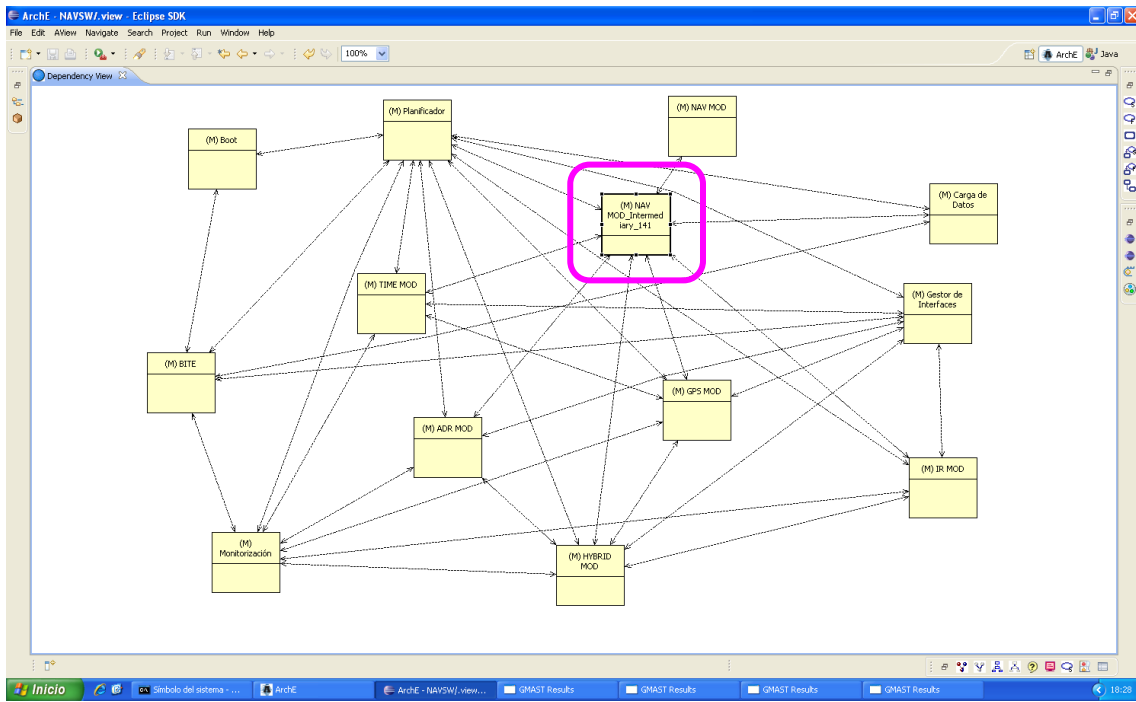 ArchE - NAVSW/.view - Eclipse SDK
File Edit AView Navigate Search Project Run Window Help
100%
ArchE
Java
Dependency View
(M) Planificador
(M) NAV MOD
(M) Boot
(M) NAV
MOD_Intermed
iary_141
(M) Carga de
Datos
(M) TIME MOD
(M) Gestor de
Interfaces
(M) BITE
(M) GPS MOD
(M) ADR MOD
(M) IR MOD
(M)
Monitorización
(M) HYBRID
MOD
Inicio
Símbolo del sistema - ...
ArchE
ArchE - NAVSW/.view...
GMAST Results
GMAST Results
GMAST Results
GMAST Results
18:28